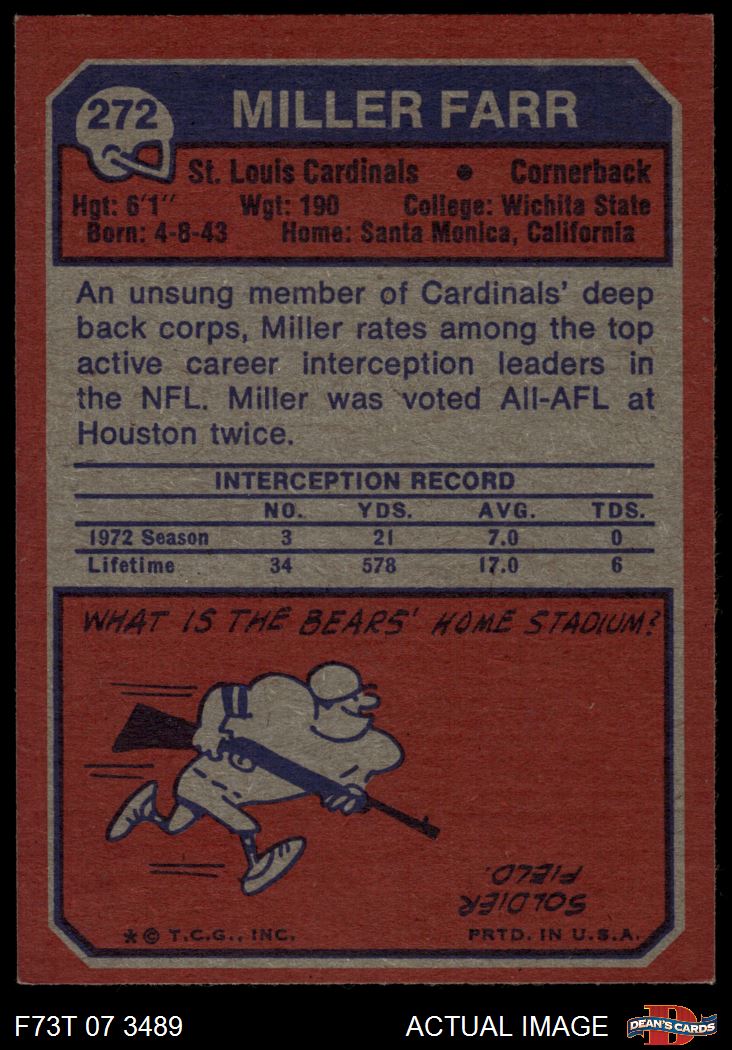 272
MILLER FARR
St. Louis Cardinals • Cornerback
Hgt: 6'1" Wgt: 190 College: Wichita State
Born: 4-8-43 Home: Santa Monica, California
An unsung member of Cardinals' deep
back corps, Miller rates among the top
active career interception leaders in
the NFL. Miller was voted All-AFL at
Houston twice.
INTERCEPTION RECORD
NO. YDS. AVG. TDS.
1972 Season 3 21 7.0 0
Lifetime 34 578 17.0 6
WHAT IS THE BEARS' HOME STADIUM?
SOLDIER
FIELD.
* © T.C.G., INC. PRTD. IN U.S.A.
F73T 07 3489 ACTUAL IMAGE
D
DEAN'S CARDS